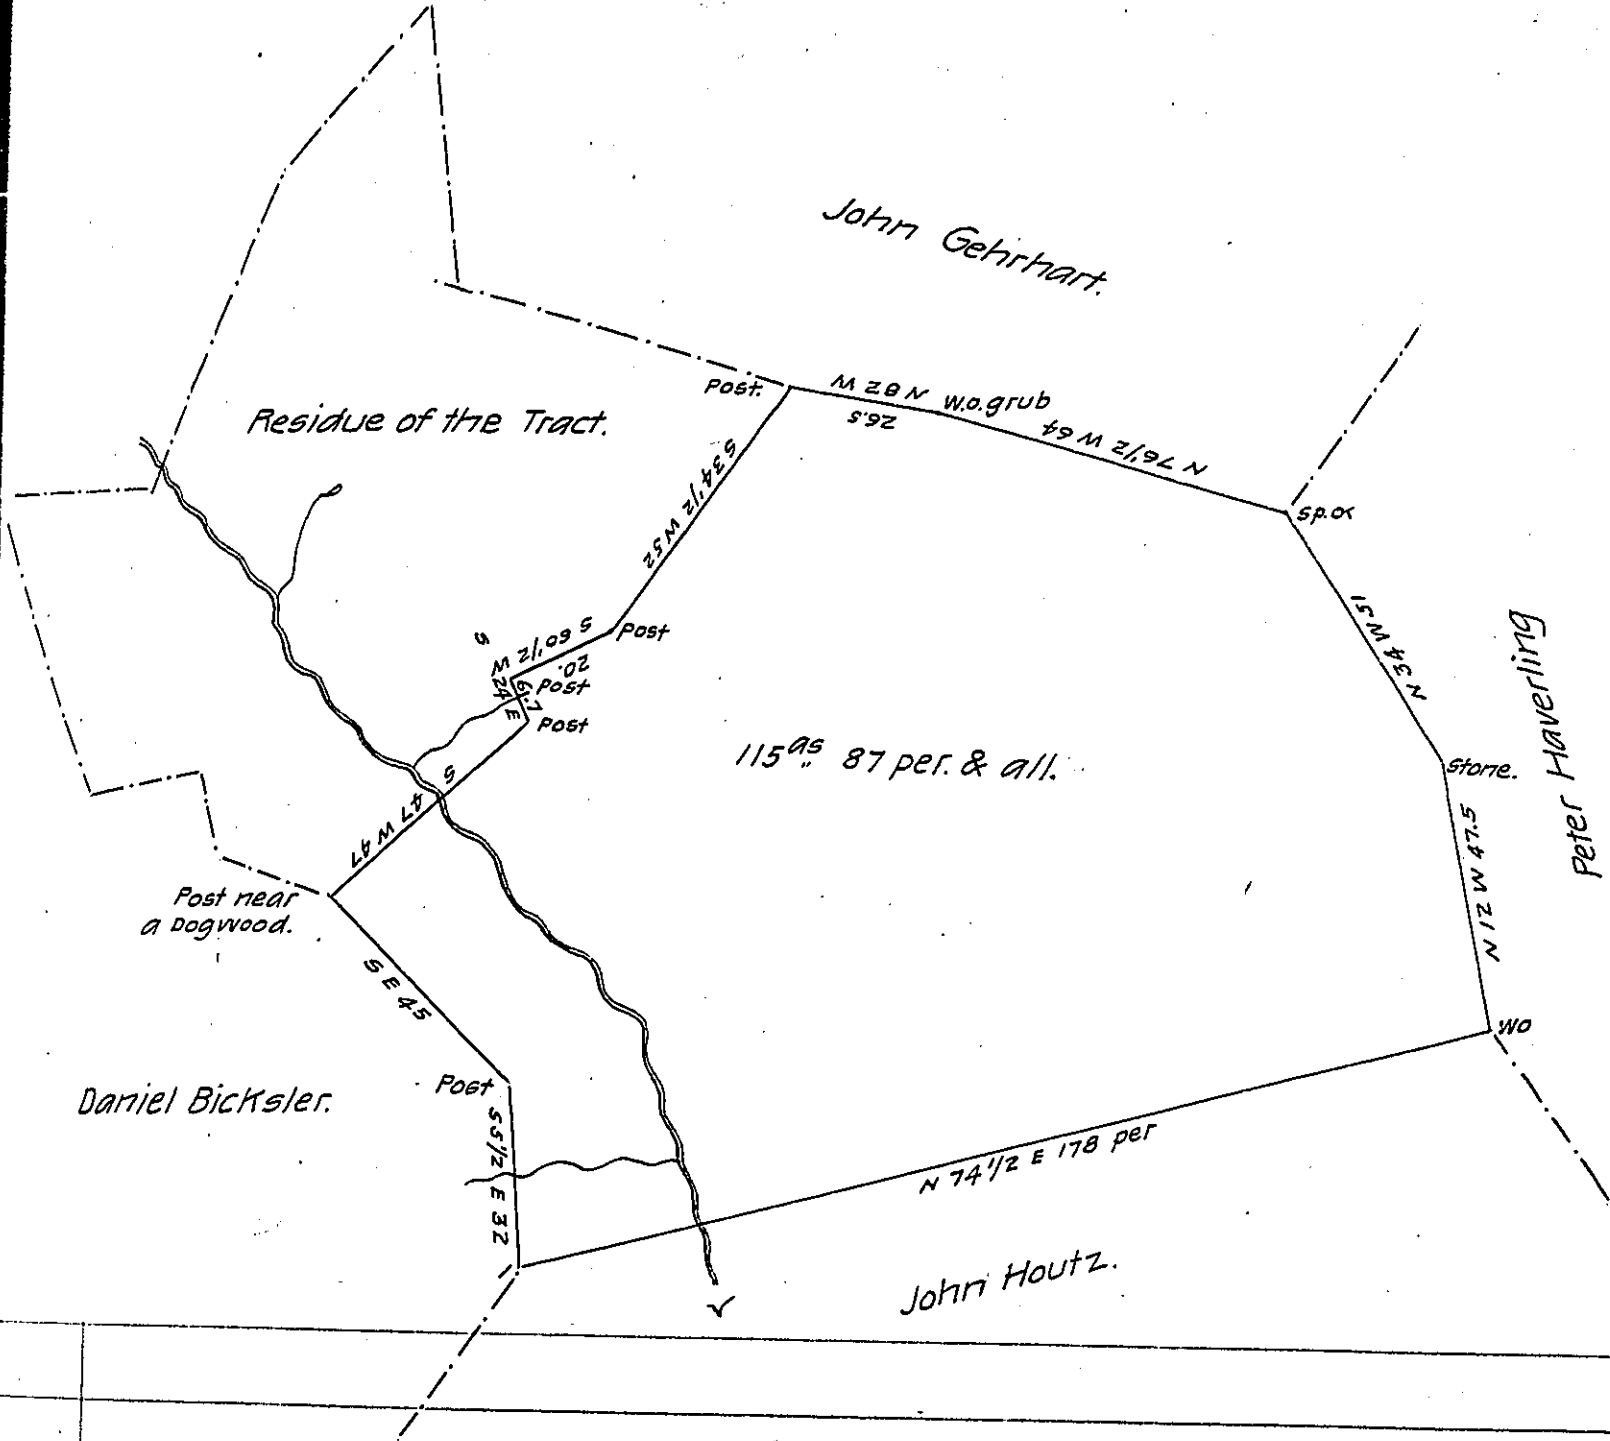 John Gehrhart.
Post.
N 82 W
26.5
W.O. grub
N 76 1/2 W 64
Residue of the Tract.
S 34 1/2 W 52
Sp. oc
S 60 1/2 W
20.
Post
N 34 W 51
Peter Haverling
S 24 E
6.7
Post
Post
115 as 87 per. & all.
Stone.
S 47 W 47
N 12 W 47.5
Post near
a Dogwood.
S E 45
WO
Daniel Bicksler.
Post
S 5 1/2 E 32
N 74 1/2 E 178 per
John Houtz.